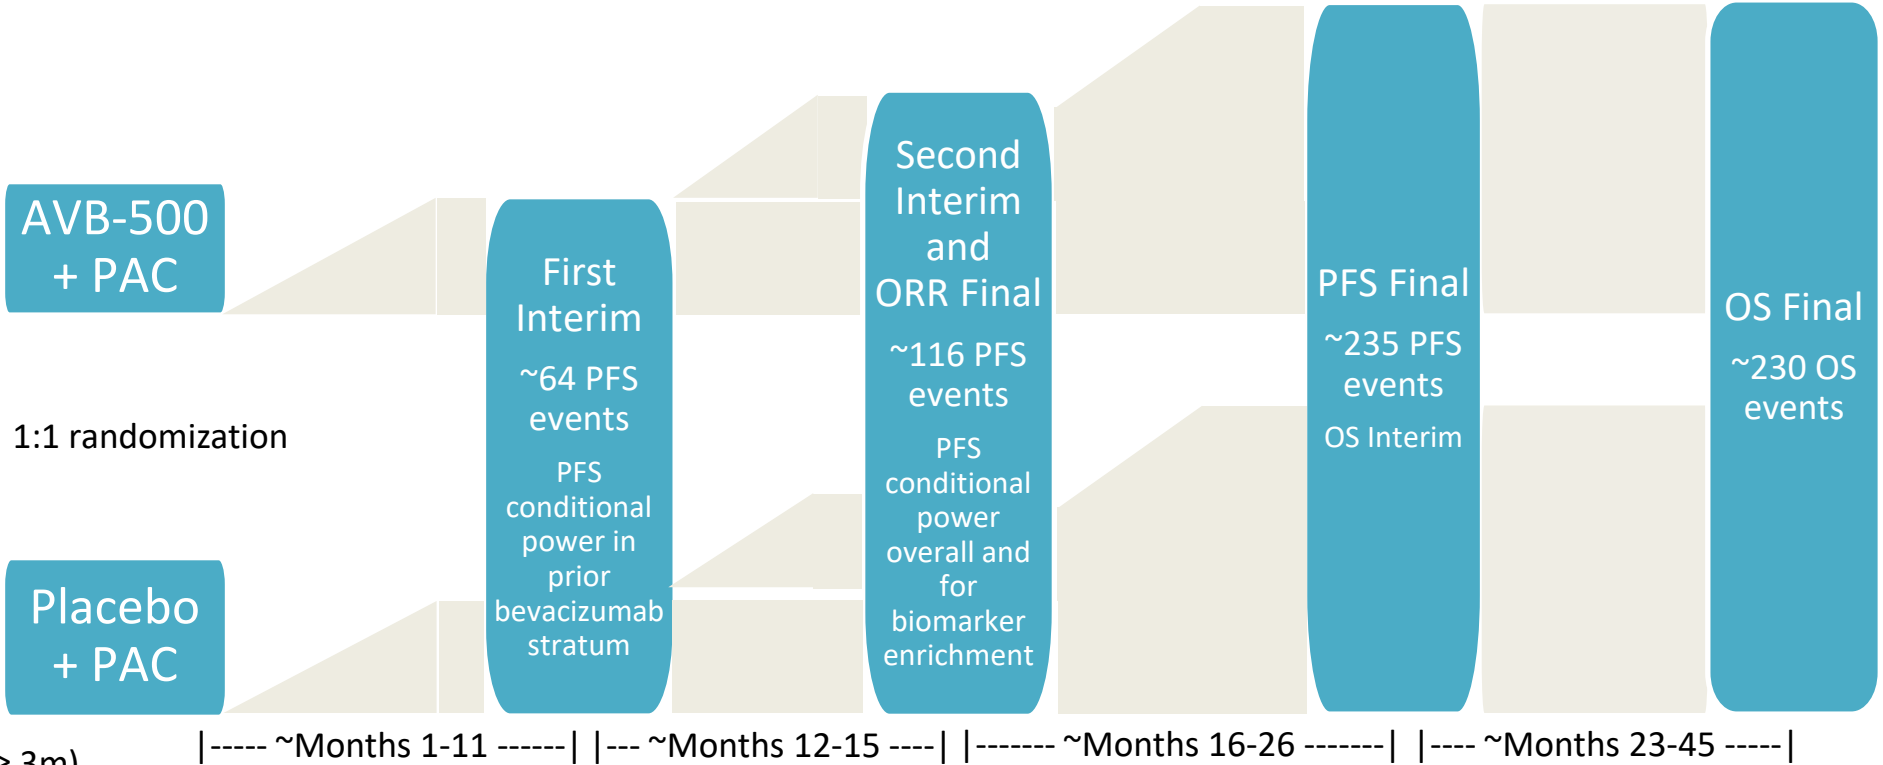 AVB-500
+ PAC
1:1 randomization
Placebo
+ PAC
First
Interim
~64 PFS
events
PFS
conditional
power in
prior
bevacizumab
stratum
Second
Interim
and
ORR Final
~116 PFS
events
PFS
conditional
power
overall and
for
biomarker
enrichment
PFS Final
~235 PFS
events
OS Interim
OS Final
~230 OS
events
|----- ~Months 1-11 ------| |--- ~Months 12-15 ----| |------- ~Months 16-26 -------| |---- ~Months 23-45 -----|
3m)